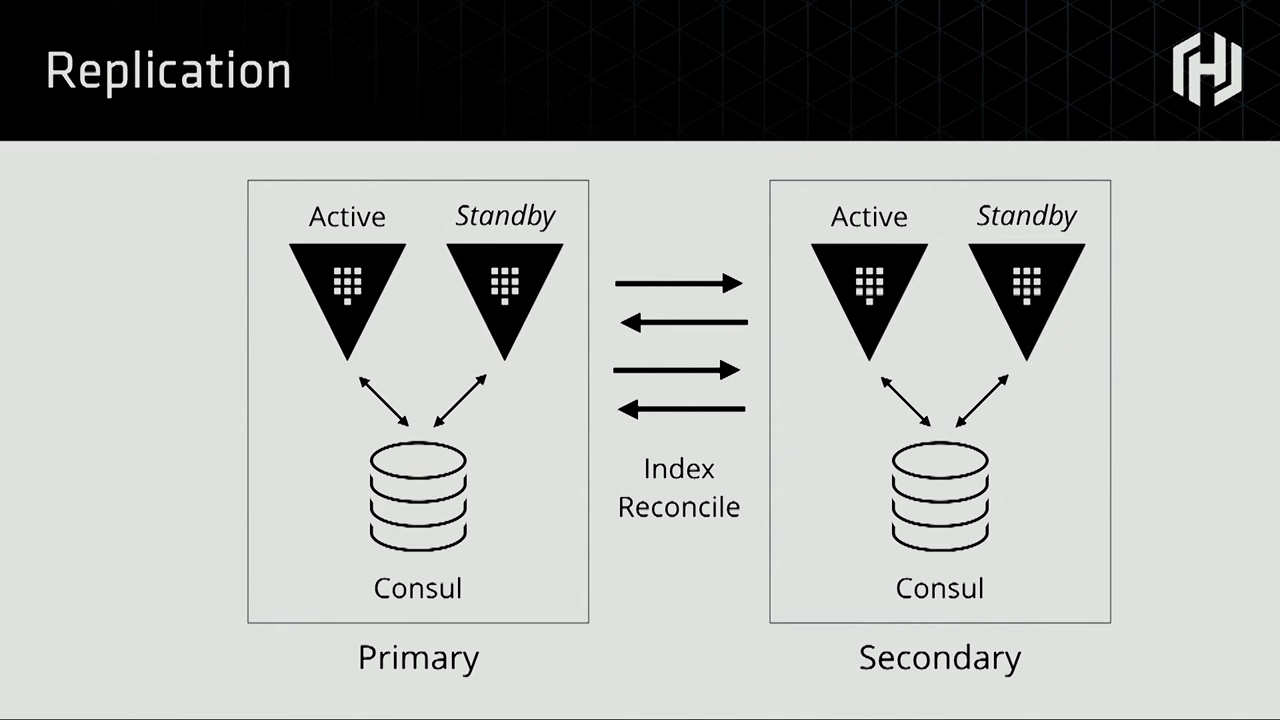 Replication
Active
Standby
Consul
Primary
Index
Reconcile
Active
Standby
Consul
Secondary